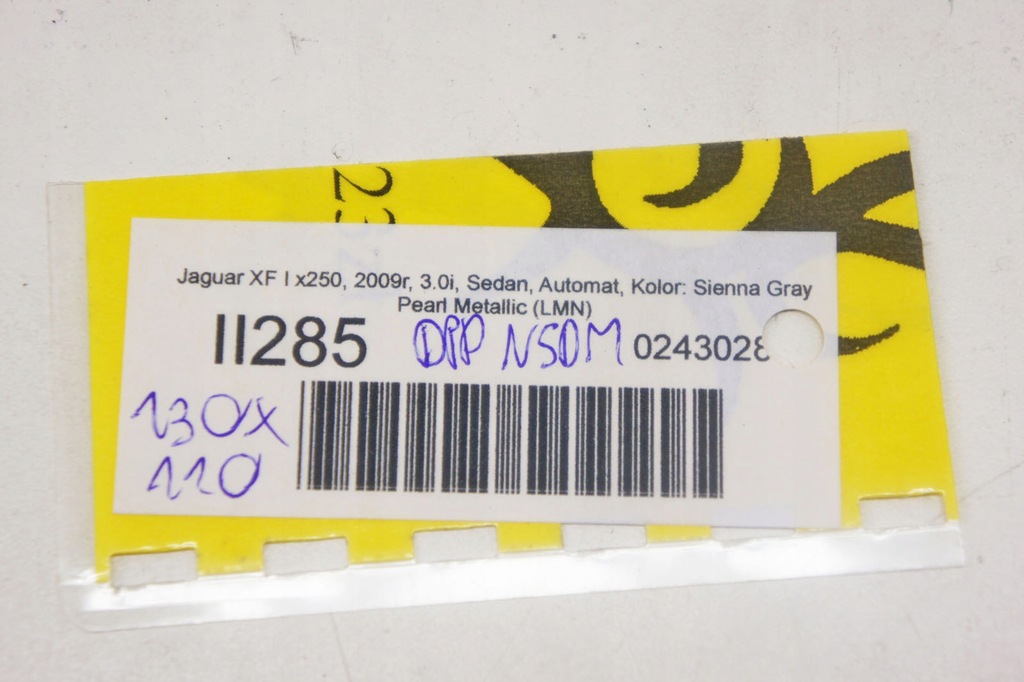 23
Jaguar XF I x250, 2009r, 3.0i, Sedan, Automat, Kolor: Sienna Gray
Pearl Metallic (LMN)
II285 DPP NSDM 0243028
130x
110